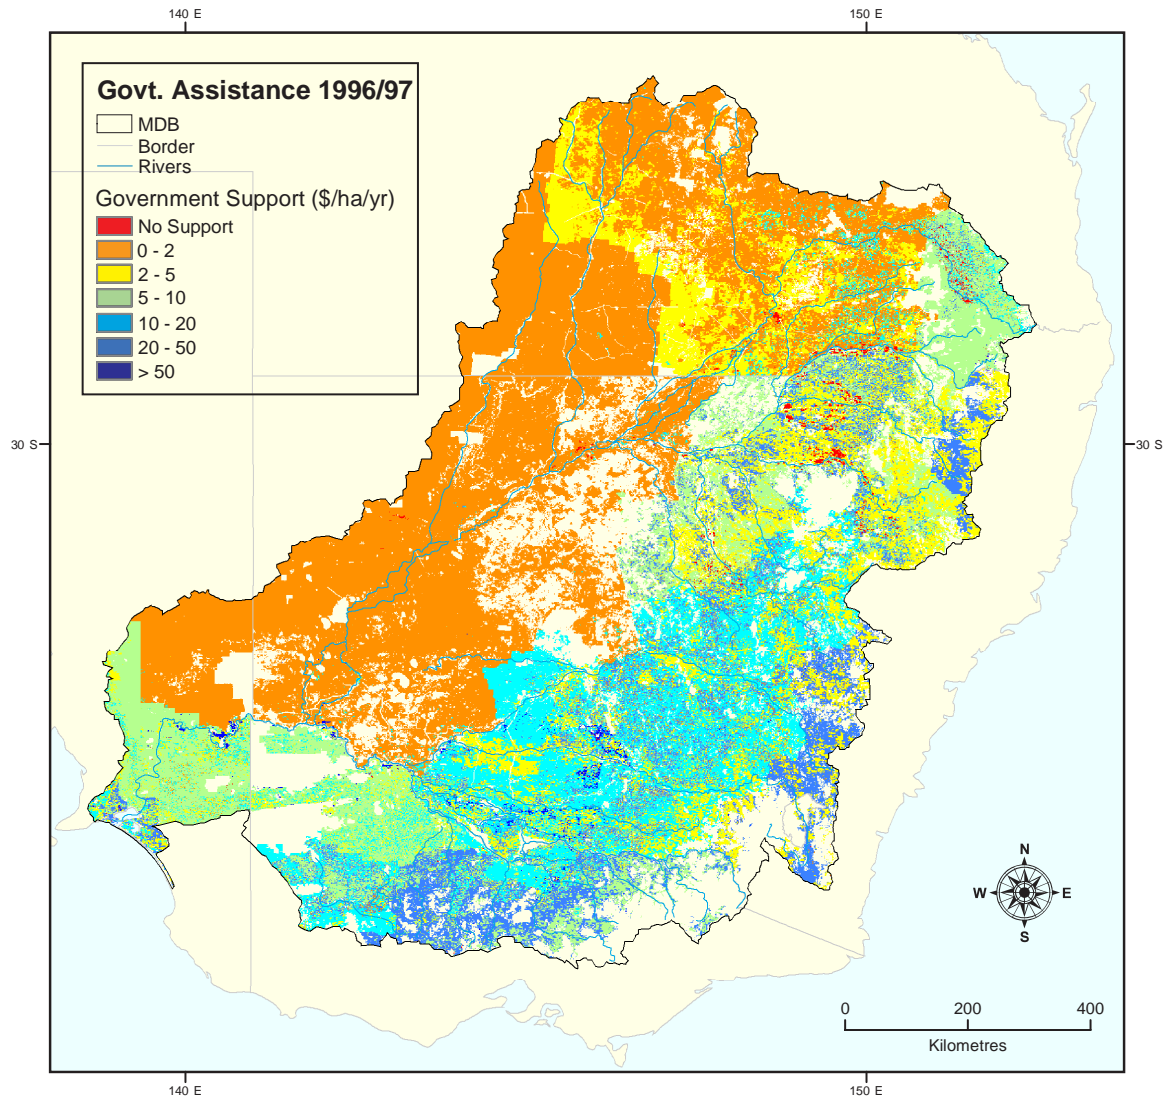 140 E
150 E
Govt. Assistance 1996/97
MDB
Border
Rivers
Government Support ($/ha/yr)
No Support
0 - 2
2 - 5
5 - 10
10 - 20
20 - 50
> 50
30 S
30 S
N
W
E
S
0
200
400
Kilometres
140 E
150 E